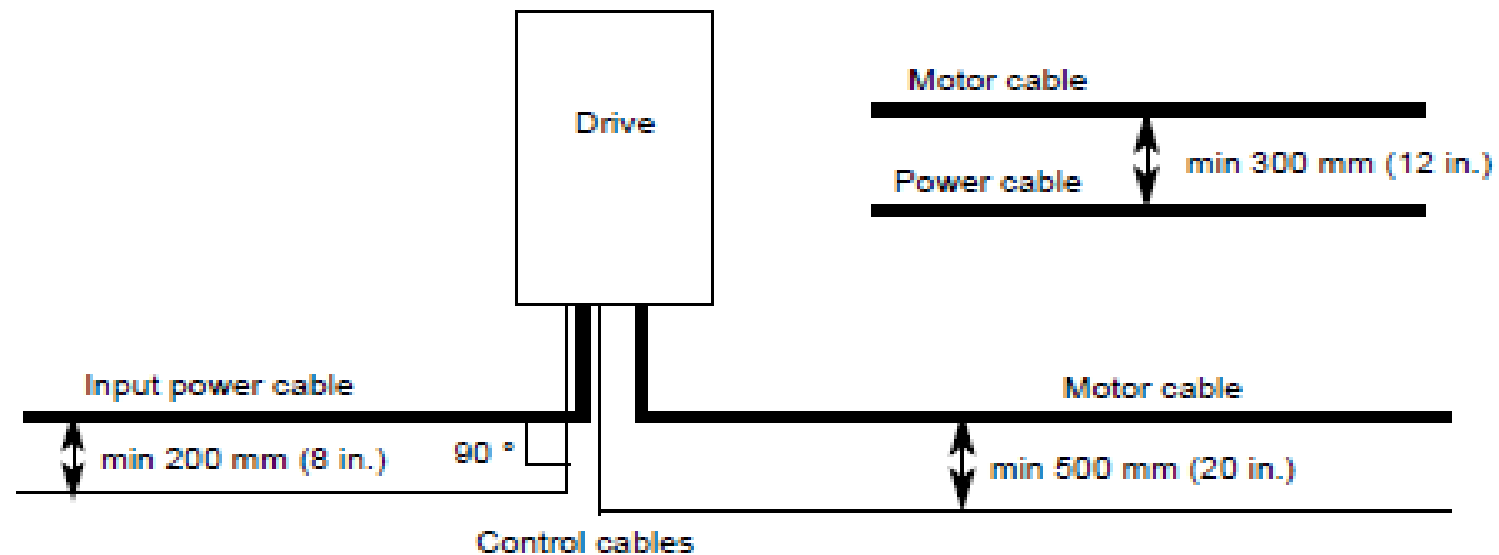 Motor cable
Drive
min 300 mm (12 in.)
Power cable
Input power cable
Motor cable
min 200 mm (8 in.)
90 °
min 500 mm (20 in.)
Control cables